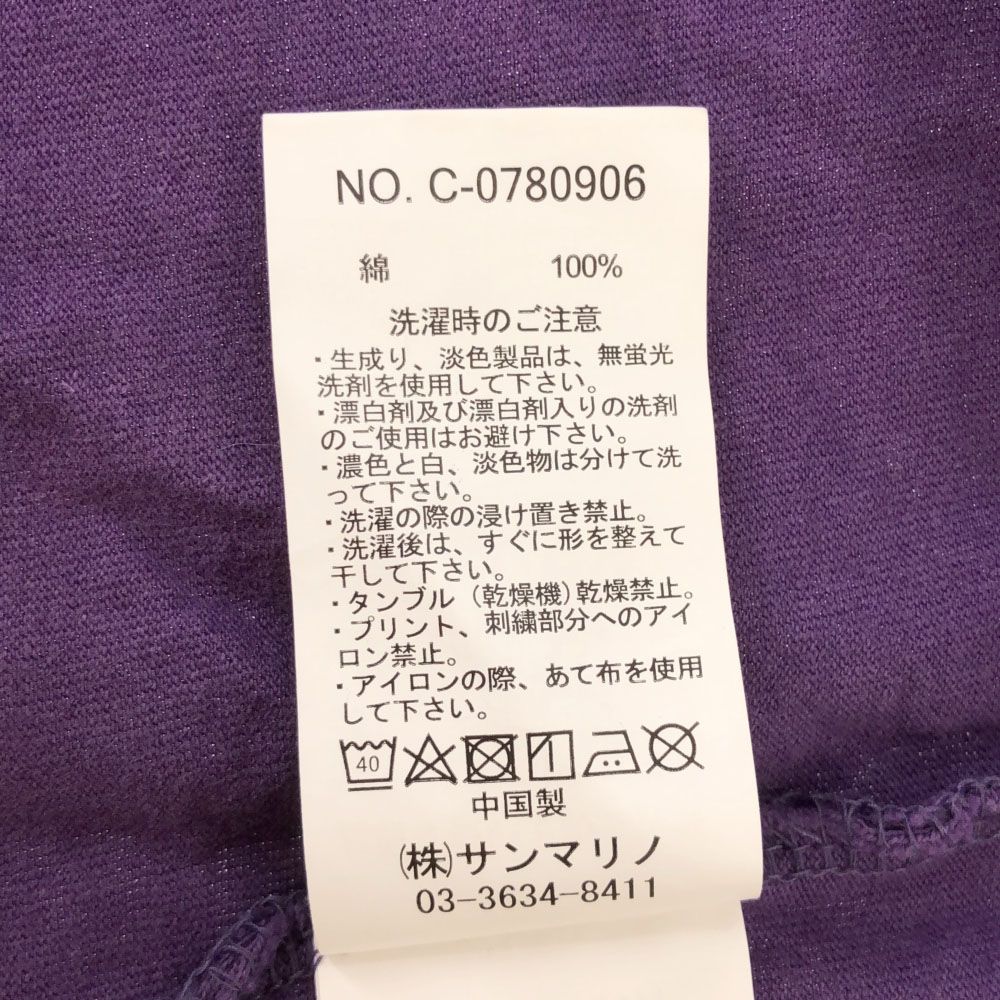 NO. C-0780906
綿 100%
洗濯時のご注意
・生成り、淡色製品は、無蛍光
洗剤を使用して下さい。
・漂白剤及び漂白剤入りの洗剤
のご使用はお避け下さい。
・濃色と白、淡色物は分けて洗
って下さい。
・洗濯の際の浸け置き禁止。
・洗濯後は、すぐに形を整えて
干して下さい。
・タンブル(乾燥機)乾燥禁止。
・プリント、刺繍部分へのアイ
ロン禁止。
・アイロンの際、あて布を使用
して下さい。
40
中国製
(株)サンマリノ
03-3634-8411